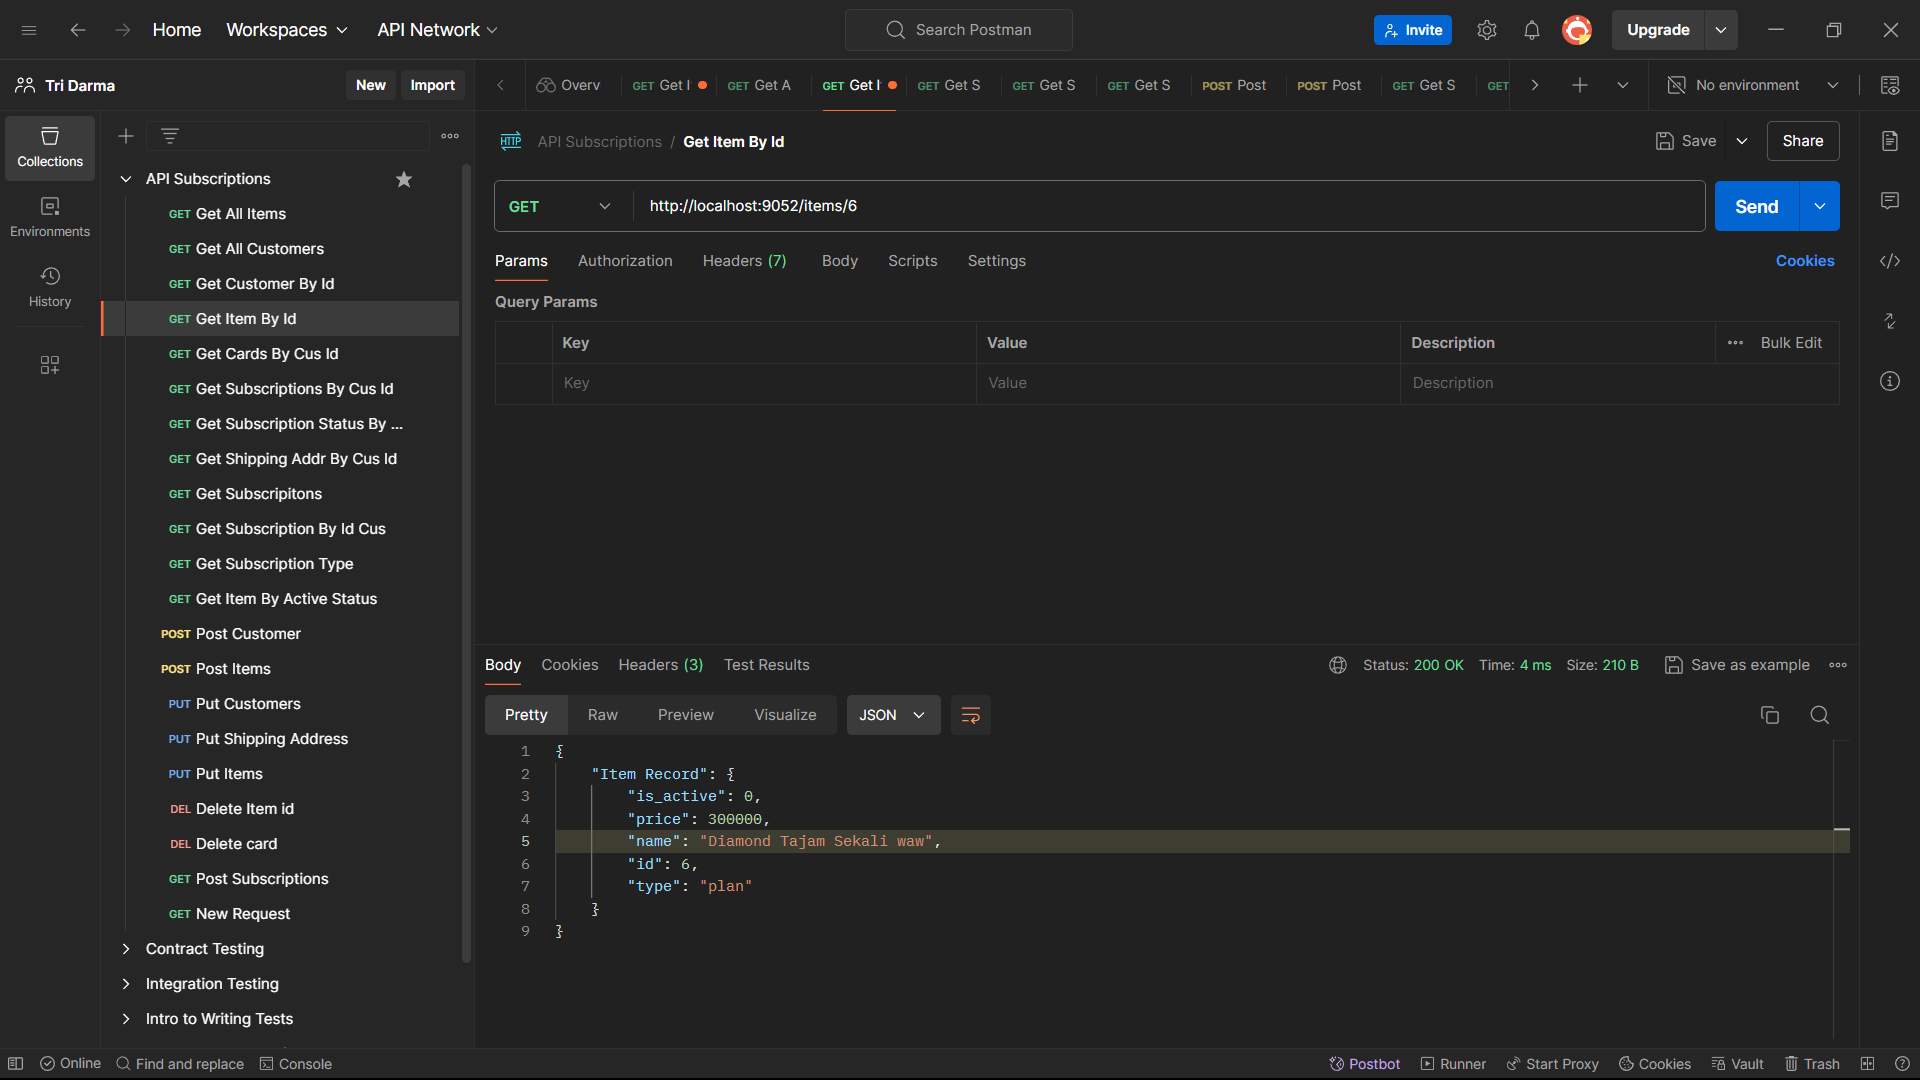 Home
Workspaces
API Network
Search Postman
Invite
Upgrade
Tri Darma
New
Import
Overv
GET Get I
GET Get A
GET Get I
GET Get S
GET Get S
GET Get S
POST Post
POST Post
GET Get S
GET
No environment
Collections
Environments
History
API Subscriptions
GET Get All Items
GET Get All Customers
GET Get Customer By Id
GET Get Item By Id
GET Get Cards By Cus Id
GET Get Subscriptions By Cus Id
GET Get Subscription Status By ...
GET Get Shipping Addr By Cus Id
GET Get Subscripitons
GET Get Subscription By Id Cus
GET Get Subscription Type
GET Get Item By Active Status
POST Post Customer
POST Post Items
PUT Put Customers
PUT Put Shipping Address
PUT Put Items
DEL Delete Item id
DEL Delete card
GET Post Subscriptions
GET New Request
Contract Testing
Integration Testing
Intro to Writing Tests
HTTP
API Subscriptions / Get Item By Id
Save
Share
GET
http://localhost:9052/items/6
Send
Params
Authorization
Headers (7)
Body
Scripts
Settings
Cookies
Query Params
Key
Value
Description
Bulk Edit
Key
Value
Description
Body
Cookies
Headers (3)
Test Results
Status: 200 OK
Time: 4 ms
Size: 210 B
Save as example
Pretty
Raw
Preview
Visualize
JSON
1 {
2 "Item Record": {
3 "is_active": 0,
4 "price": 300000,
5 "name": "Diamond Tajam Sekali waw",
6 "id": 6,
7 "type": "plan"
8 }
9 }
Online
Find and replace
Console
Postbot
Runner
Start Proxy
Cookies
Vault
Trash